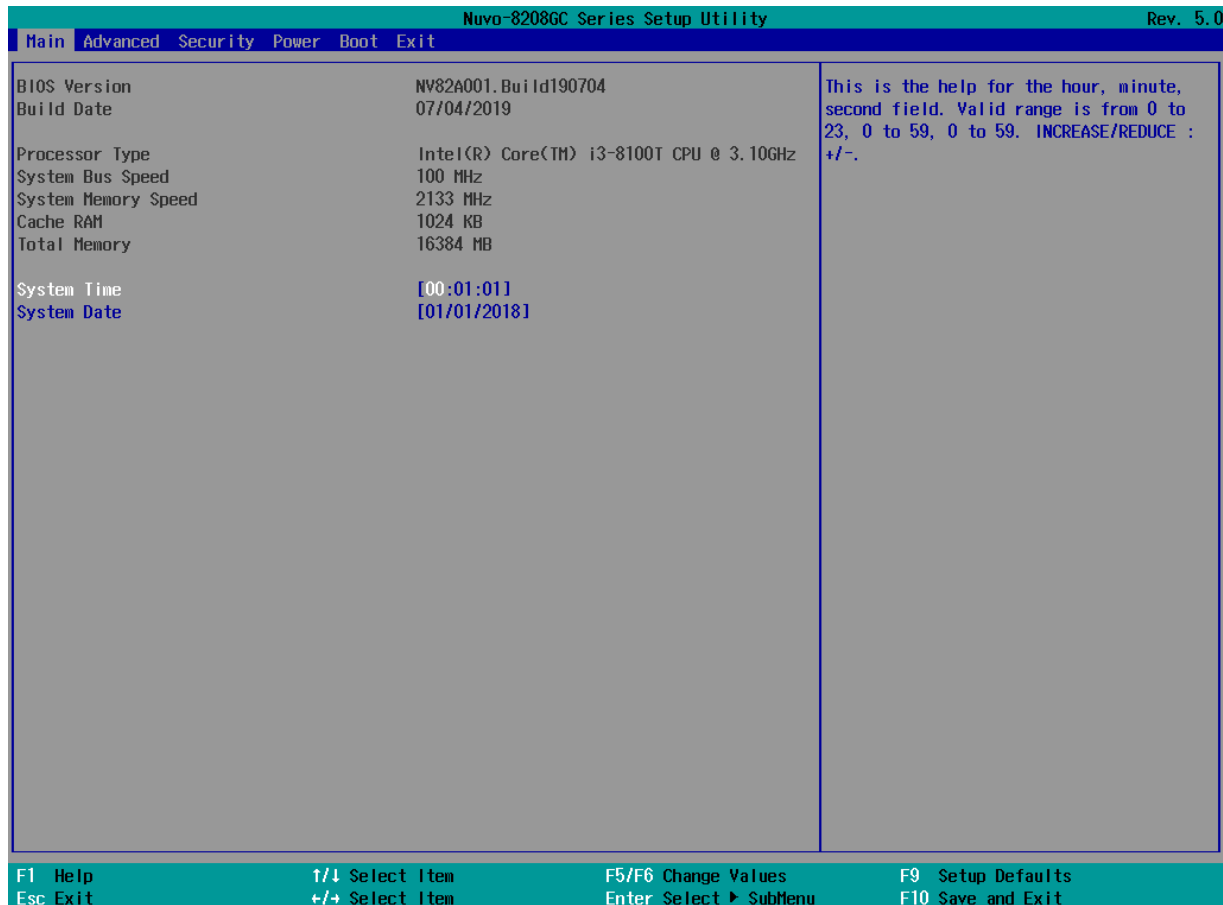 Nuvo-8208GC Series Setup Utility Rev. 5.0
Main Advanced Security Power Boot Exit
BIOS Version NV82A001.Build190704
Build Date 07/04/2019
Processor Type Intel(R) Core(TM) i3-8100T CPU @ 3.10GHz
System Bus Speed 100 MHz
System Memory Speed 2133 MHz
Cache RAM 1024 KB
Total Memory 16384 MB
System Time [00:01:01]
System Date [01/01/2018]
This is the help for the hour, minute,
second field. Valid range is from 0 to
23, 0 to 59, 0 to 59. INCREASE/REDUCE :
+/-.
F1 Help ↑/↓ Select Item F5/F6 Change Values F9 Setup Defaults
Esc Exit ←/→ Select Item Enter Select ▶ SubMenu F10 Save and Exit